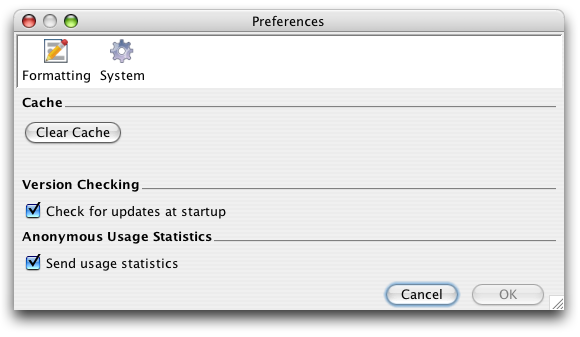 Preferences
Formatting System
Cache
Clear Cache
Version Checking
Check for updates at startup
Anonymous Usage Statistics
Send usage statistics
Cancel OK